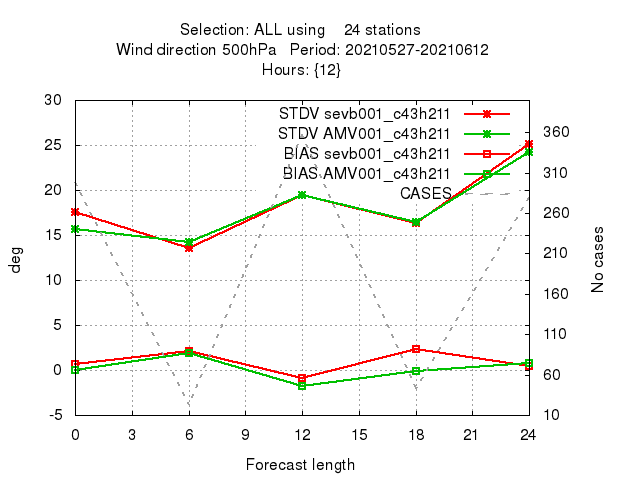 Selection: ALL using 24 stations
Wind direction 500hPa Period: 20210527-20210612
Hours: {12}
STDV sevb001_c43h211
STDV AMV001_c43h211
BIAS sevb001_c43h211
BIAS AMV001_c43h211
CASES
30
25
20
15
10
5
0
-5
deg
360
310
260
210
160
110
60
10
No cases
0 3 6 9 12 15 18 21 24
Forecast length